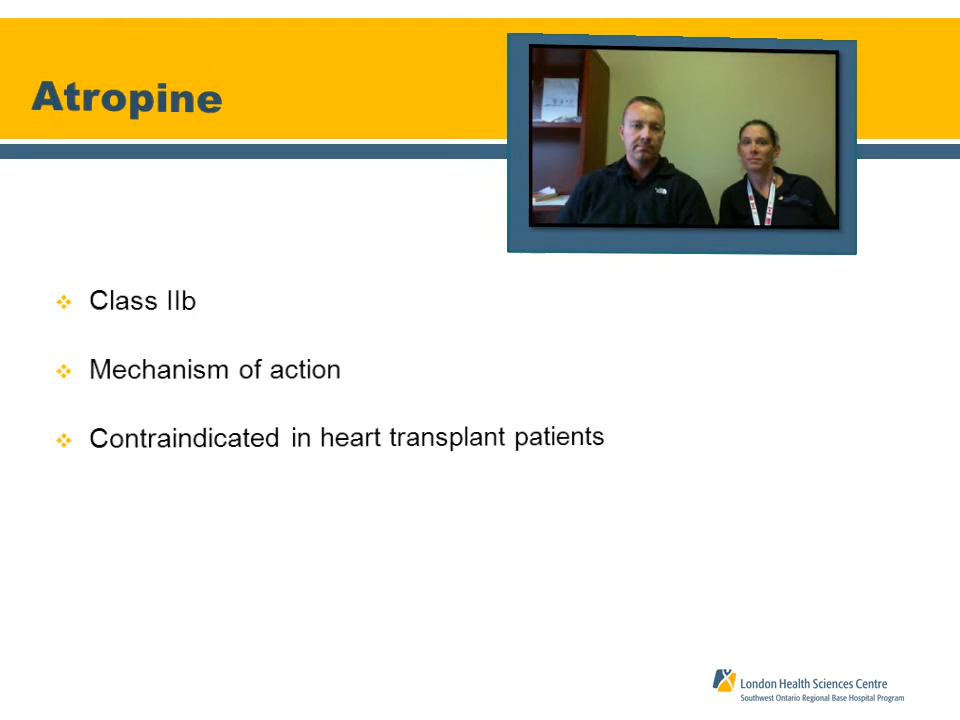 Atropine
Class IIb
Mechanism of action
Contraindicated in heart transplant patients
London Health Sciences Centre
Southwest Ontario Regional Base Hospital Program